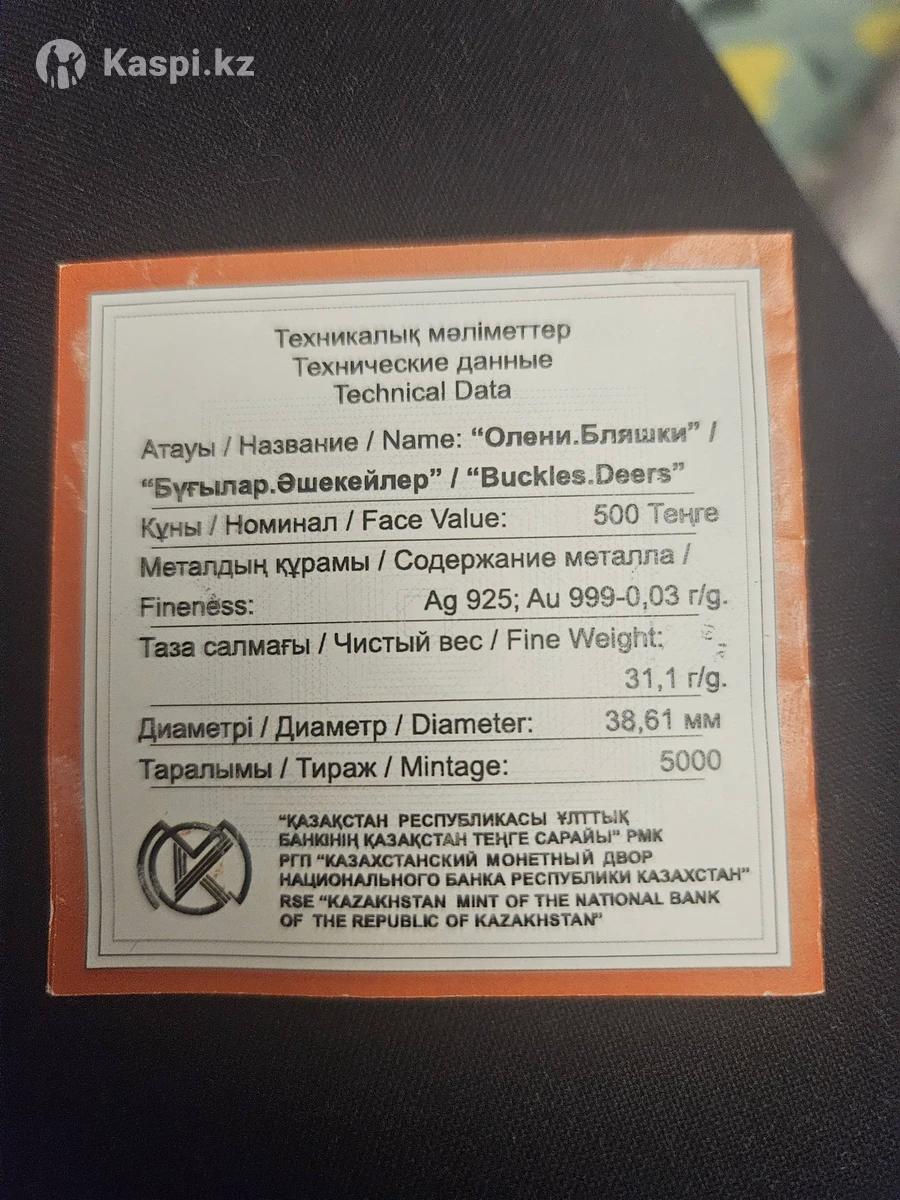 Kaspi.kz
Техникалық мәліметтер
Технические данные
Technical Data
Атауы / Название / Name: “Олени.Бляшки” /
“Бұғылар.Әшекейлер” / “Buckles.Deers”
Құны / Номинал / Face Value: 500 Теңге
Металдың құрамы / Содержание металла /
Fineness: Ag 925; Au 999-0,03 г/g.
Таза салмағы / Чистый вес / Fine Weight:
31,1 г/g.
Диаметрі / Диаметр / Diameter: 38,61 мм
Таралымы / Тираж / Mintage: 5000
“ҚАЗАҚСТАН РЕСПУБЛИКАСЫ ҰЛТТЫҚ
БАНКІНІҢ ҚАЗАҚСТАН ТЕҢГЕ САРАЙЫ” РМК
РГП “КАЗАХСТАНСКИЙ МОНЕТНЫЙ ДВОР
НАЦИОНАЛЬНОГО БАНКА РЕСПУБЛИКИ КАЗАХСТАН”
RSE “KAZAKHSTAN MINT OF THE NATIONAL BANK
OF THE REPUBLIC OF KAZAKHSTAN”